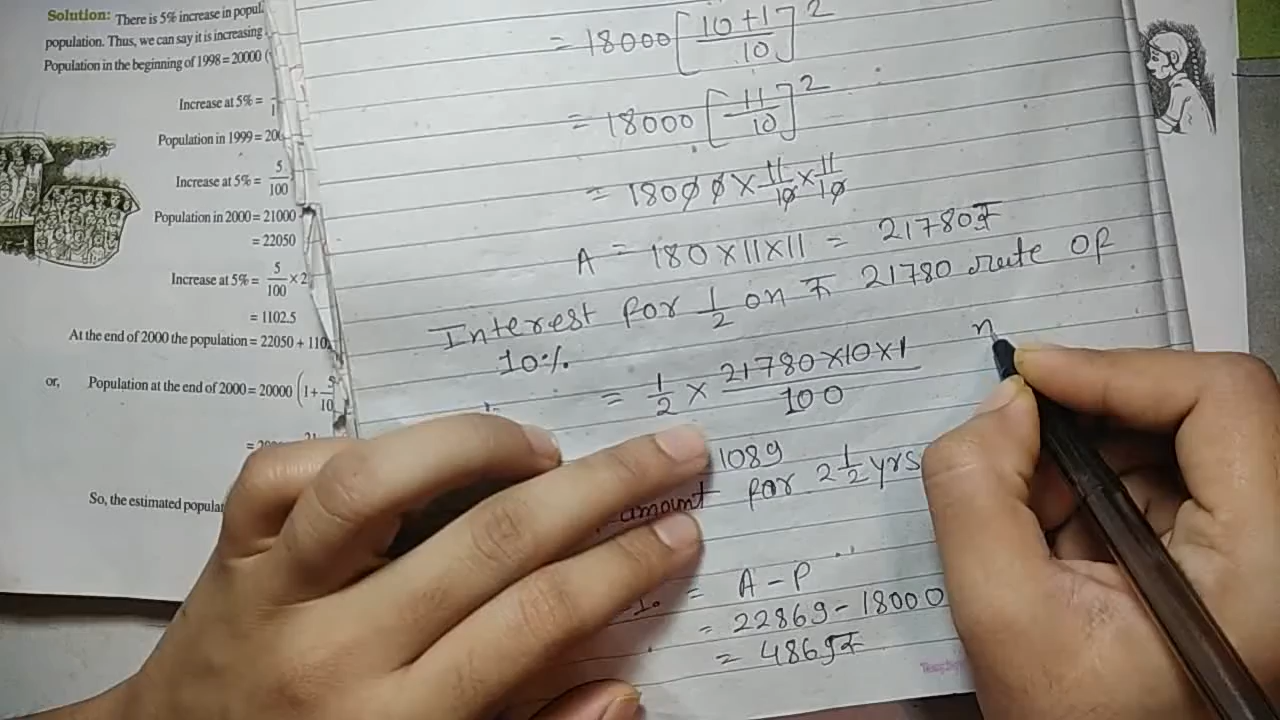 Solution: There is 5% increase in popul
population. Thus, we can say it is increasing
Population in the beginning of 1998 = 20000
Increase at 5% =
Population in 1999 = 200
Increase at 5% = 5/100
Population in 2000 = 21000
= 22050
Increase at 5% = 5/100 × 2
= 1102.5
At the end of 2000 the population = 22050 + 110
or, Population at the end of 2000 = 20000 (1+5/10
So, the estimated populat
= 18000 [10+1/10]²
= 18000 [11/10]²
= 18000 × 11/10 × 11/10
A = 180×11×11 = 21780₹
Interest for 1/2 on ₹ 21780 rate of
10%
= 1/2 × 21780×10×1/100
n
1089
amount for 2 1/2 yrs
= A - P
= 22869 - 18000
= 4869₹